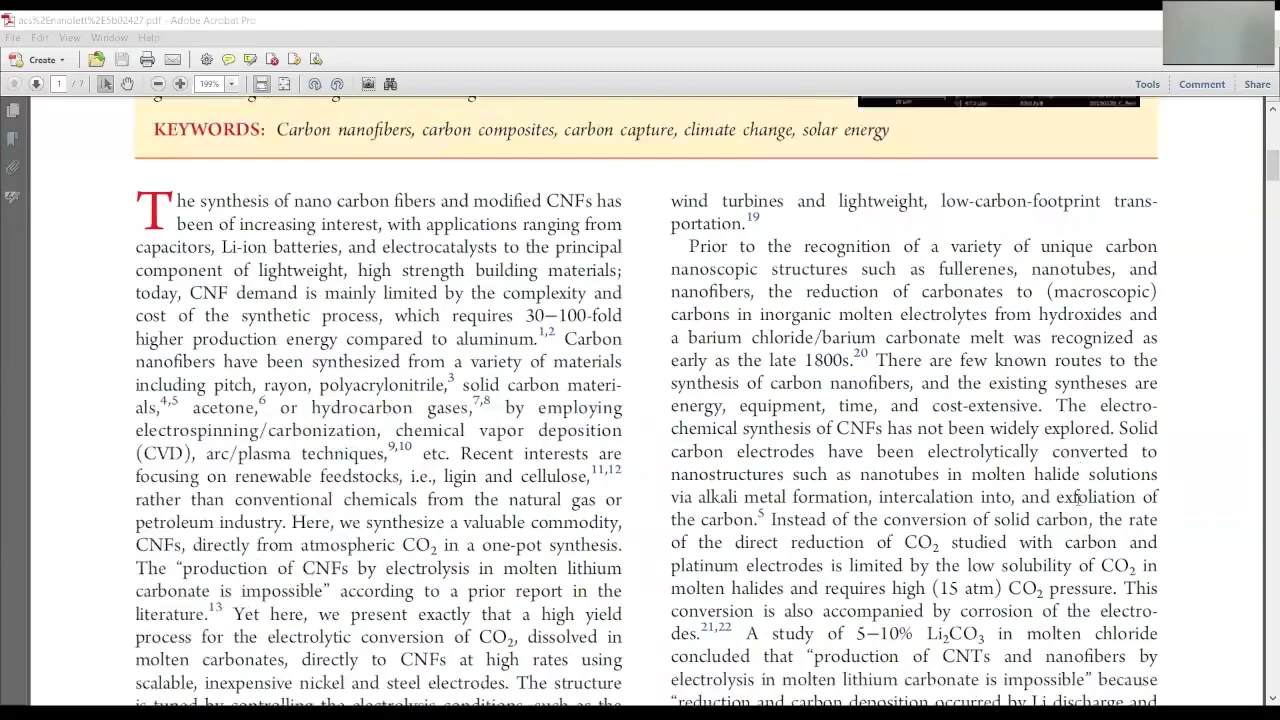 acs%2Enanolett%2E5b02427.pdf - Adobe Acrobat Pro
File Edit View Window Help
Create
1 / ? 199% Tools Comment Share
KEYWORDS: Carbon nanofibers, carbon composites, carbon capture, climate change, solar energy
The synthesis of nano carbon fibers and modified CNFs has
been of increasing interest, with applications ranging from
capacitors, Li-ion batteries, and electrocatalysts to the principal
component of lightweight, high strength building materials;
today, CNF demand is mainly limited by the complexity and
cost of the synthetic process, which requires 30−100-fold
higher production energy compared to aluminum.1,2 Carbon
nanofibers have been synthesized from a variety of materials
including pitch, rayon, polyacrylonitrile,3 solid carbon materi-
als,4,5 acetone,6 or hydrocarbon gases,7,8 by employing
electrospinning/carbonization, chemical vapor deposition
(CVD), arc/plasma techniques,9,10 etc. Recent interests are
focusing on renewable feedstocks, i.e., ligin and cellulose,11,12
rather than conventional chemicals from the natural gas or
petroleum industry. Here, we synthesize a valuable commodity,
CNFs, directly from atmospheric CO2 in a one-pot synthesis.
The “production of CNFs by electrolysis in molten lithium
carbonate is impossible” according to a prior report in the
literature.13 Yet here, we present exactly that a high yield
process for the electrolytic conversion of CO2, dissolved in
molten carbonates, directly to CNFs at high rates using
scalable, inexpensive nickel and steel electrodes. The structure
is tuned by controlling the electrolysis conditions, such as the
wind turbines and lightweight, low-carbon-footprint trans-
portation.19
Prior to the recognition of a variety of unique carbon
nanoscopic structures such as fullerenes, nanotubes, and
nanofibers, the reduction of carbonates to (macroscopic)
carbons in inorganic molten electrolytes from hydroxides and
a barium chloride/barium carbonate melt was recognized as
early as the late 1800s.20 There are few known routes to the
synthesis of carbon nanofibers, and the existing syntheses are
energy, equipment, time, and cost-extensive. The electro-
chemical synthesis of CNFs has not been widely explored. Solid
carbon electrodes have been electrolytically converted to
nanostructures such as nanotubes in molten halide solutions
via alkali metal formation, intercalation into, and exfoliation of
the carbon.5 Instead of the conversion of solid carbon, the rate
of the direct reduction of CO2 studied with carbon and
platinum electrodes is limited by the low solubility of CO2 in
molten halides and requires high (15 atm) CO2 pressure. This
conversion is also accompanied by corrosion of the electro-
des.21,22 A study of 5−10% Li2CO3 in molten chloride
concluded that “production of CNTs and nanofibers by
electrolysis in molten lithium carbonate is impossible” because
“reduction and carbon deposition occurred by Li discharge and